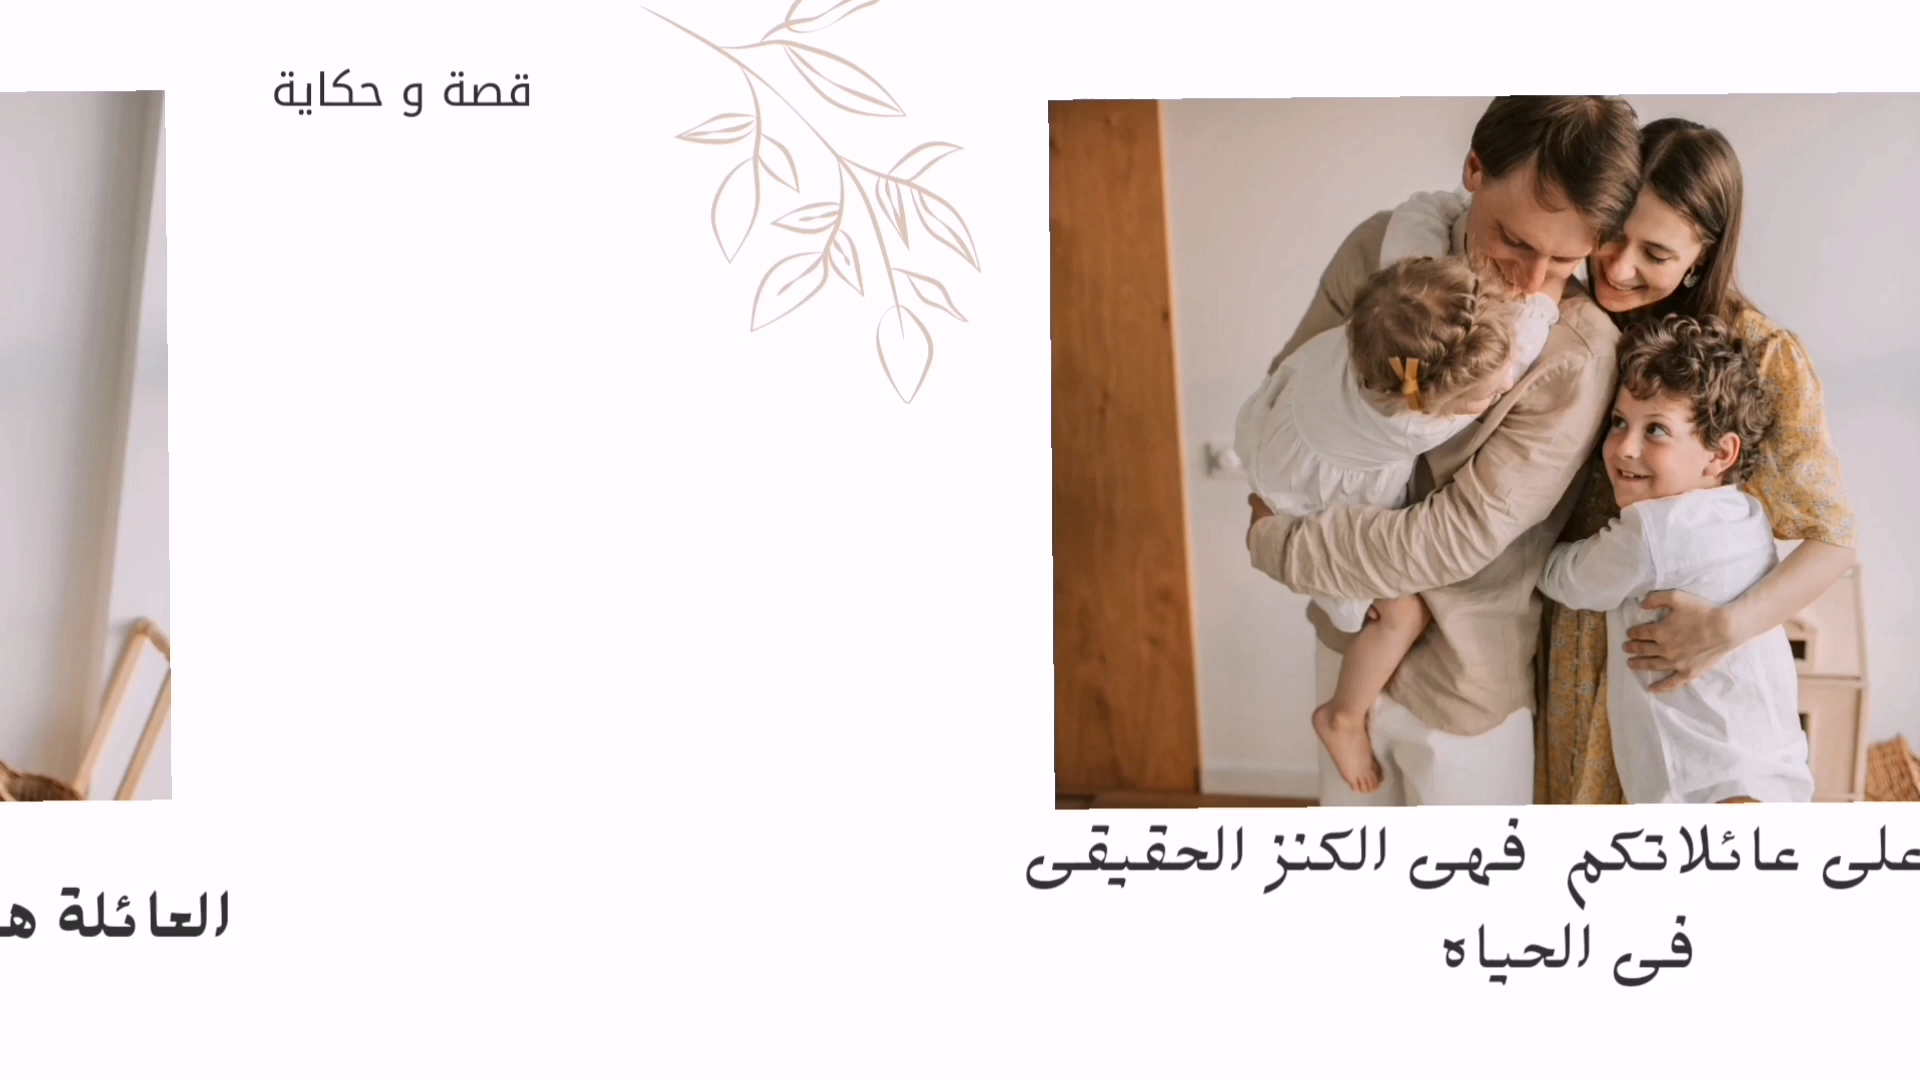 قصة و حكاية
على عائلاتكم فهى الكنز الحقيقى
فى الحياه
العائلة